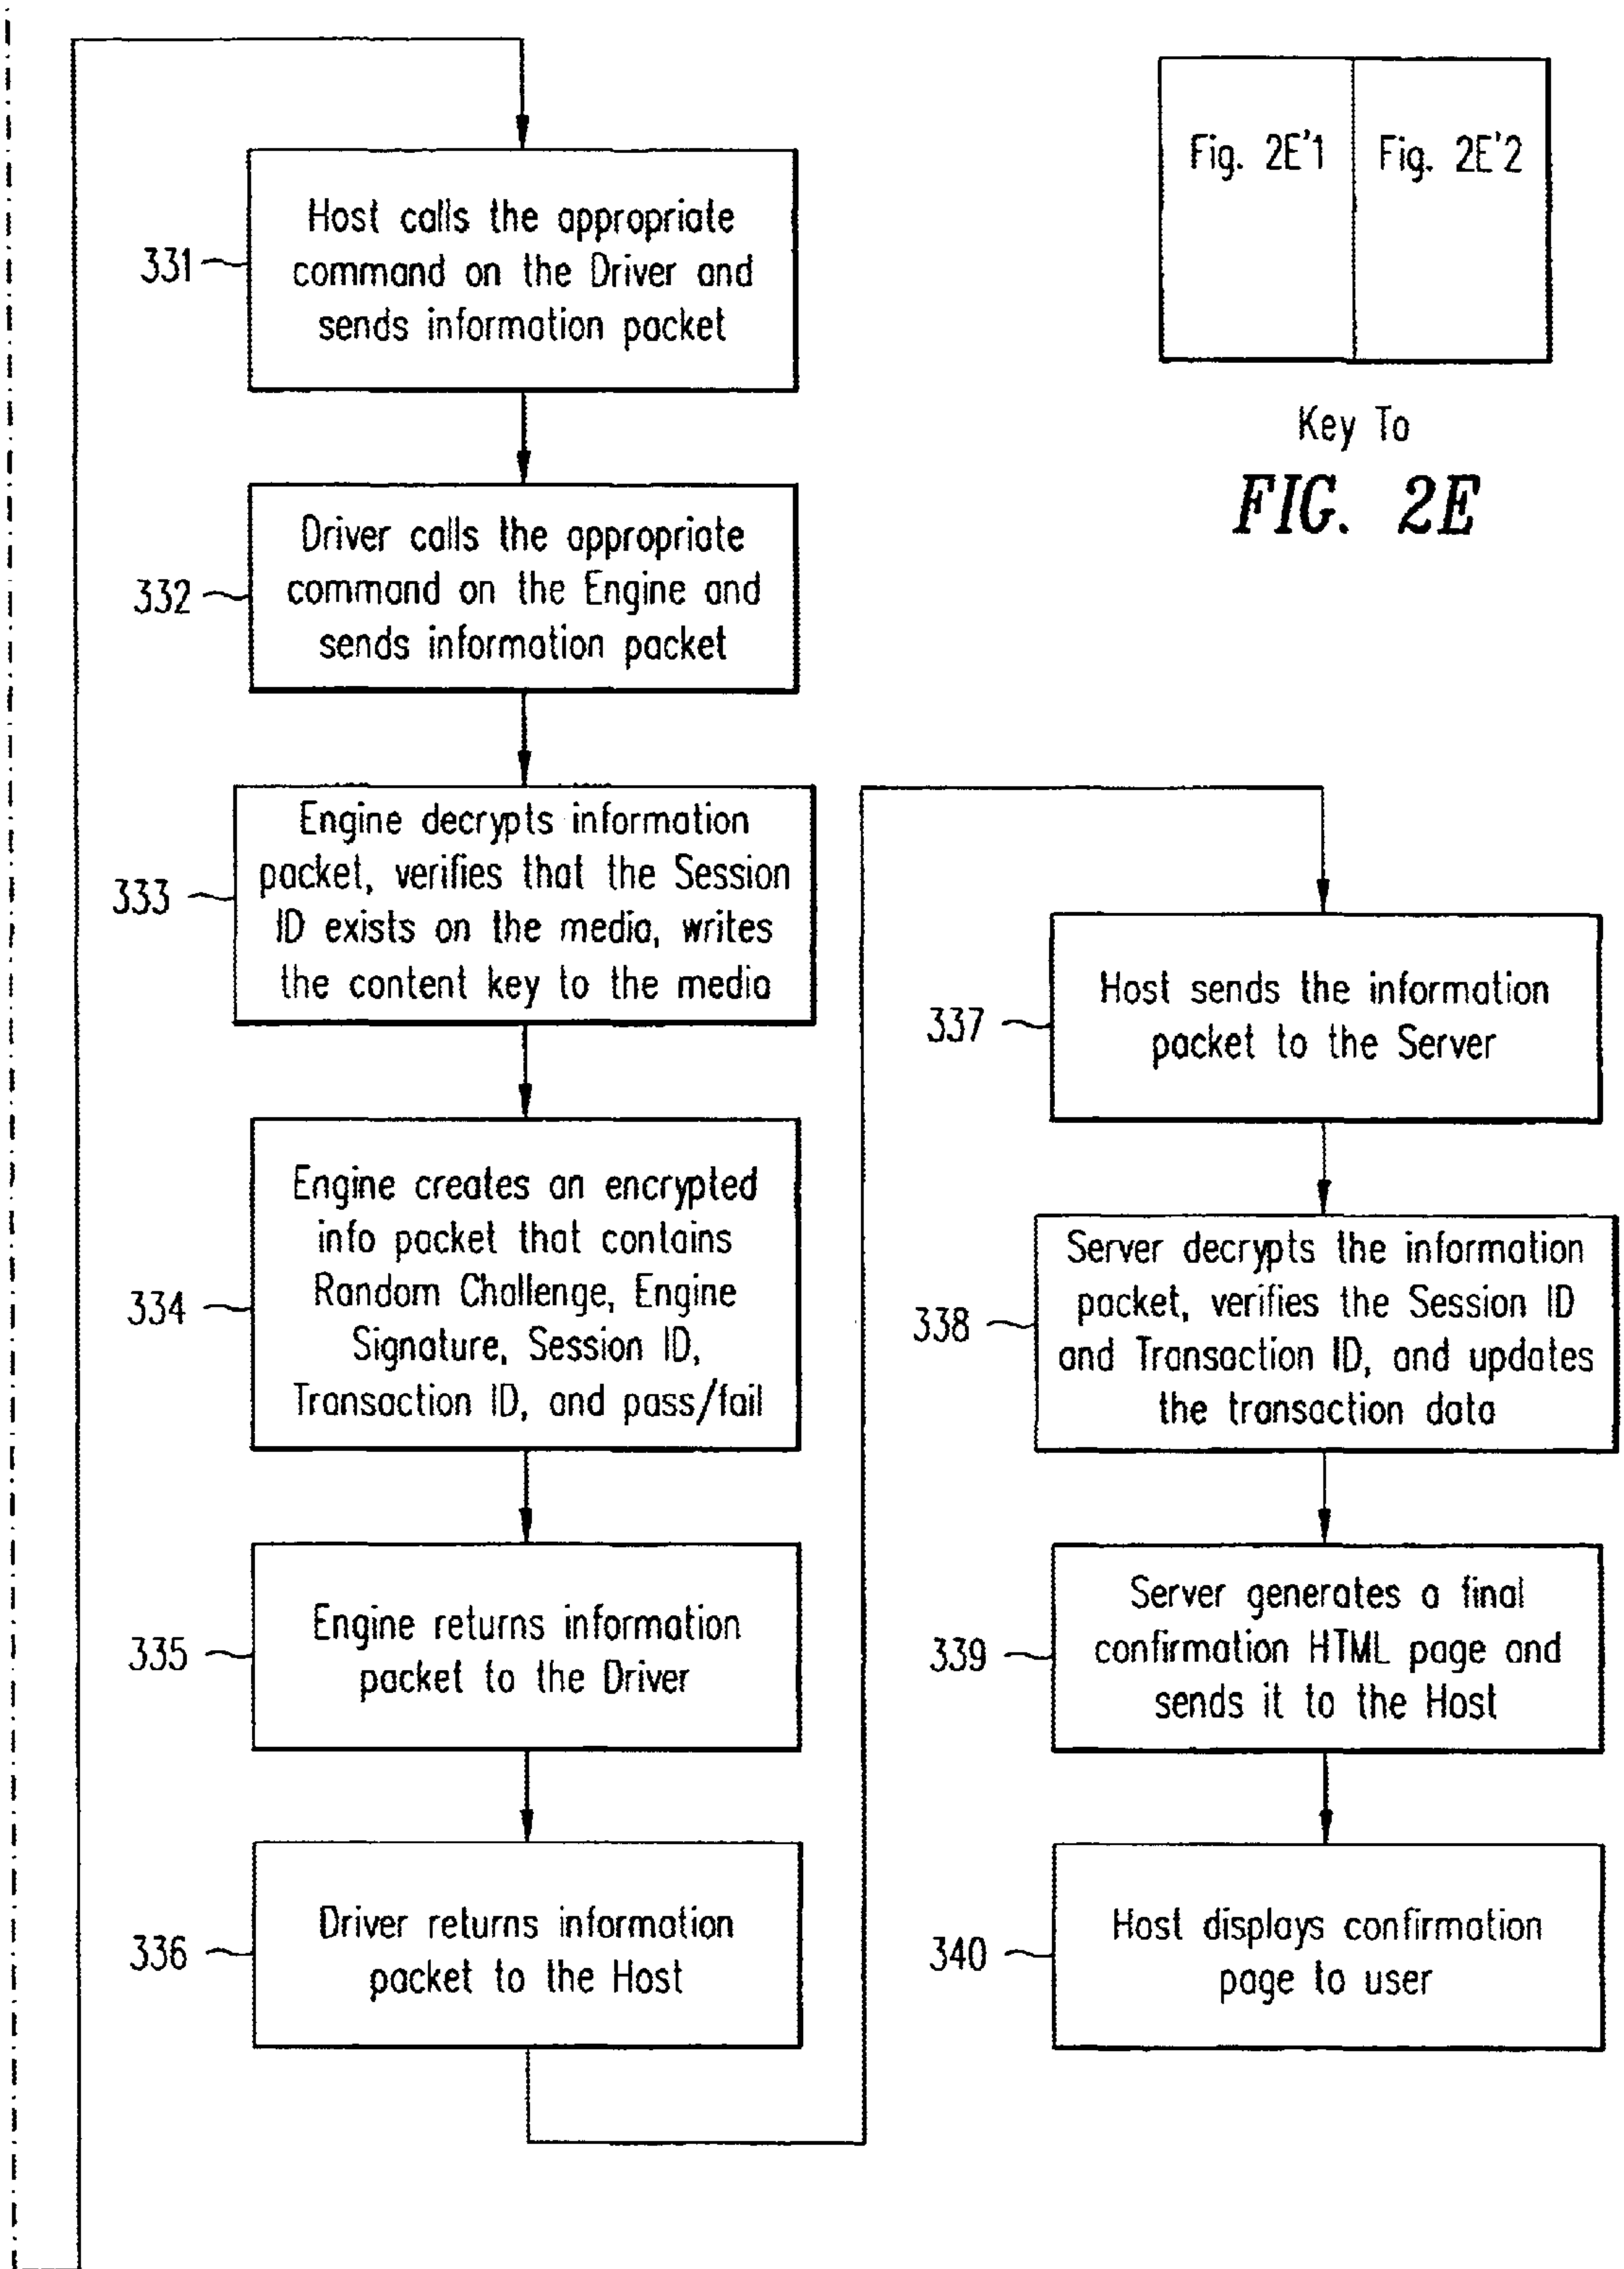 331
Host calls the appropriate
command on the Driver and
sends information packet
332
Driver calls the appropriate
command on the Engine and
sends information packet
333
Engine decrypts information
packet, verifies that the Session
ID exists on the media, writes
the content key to the media
334
Engine creates an encrypted
info packet that contains
Random Challenge, Engine
Signature, Session ID,
Transaction ID, and pass/fail
335
Engine returns information
packet to the Driver
336
Driver returns information
packet to the Host
Fig. 2E'1
Fig. 2E'2
Key To
FIG. 2E
337
Host sends the information
packet to the Server
338
Server decrypts the information
packet, verifies the Session ID
and Transaction ID, and updates
the transaction data
339
Server generates a final
confirmation HTML page and
sends it to the Host
340
Host displays confirmation
page to user